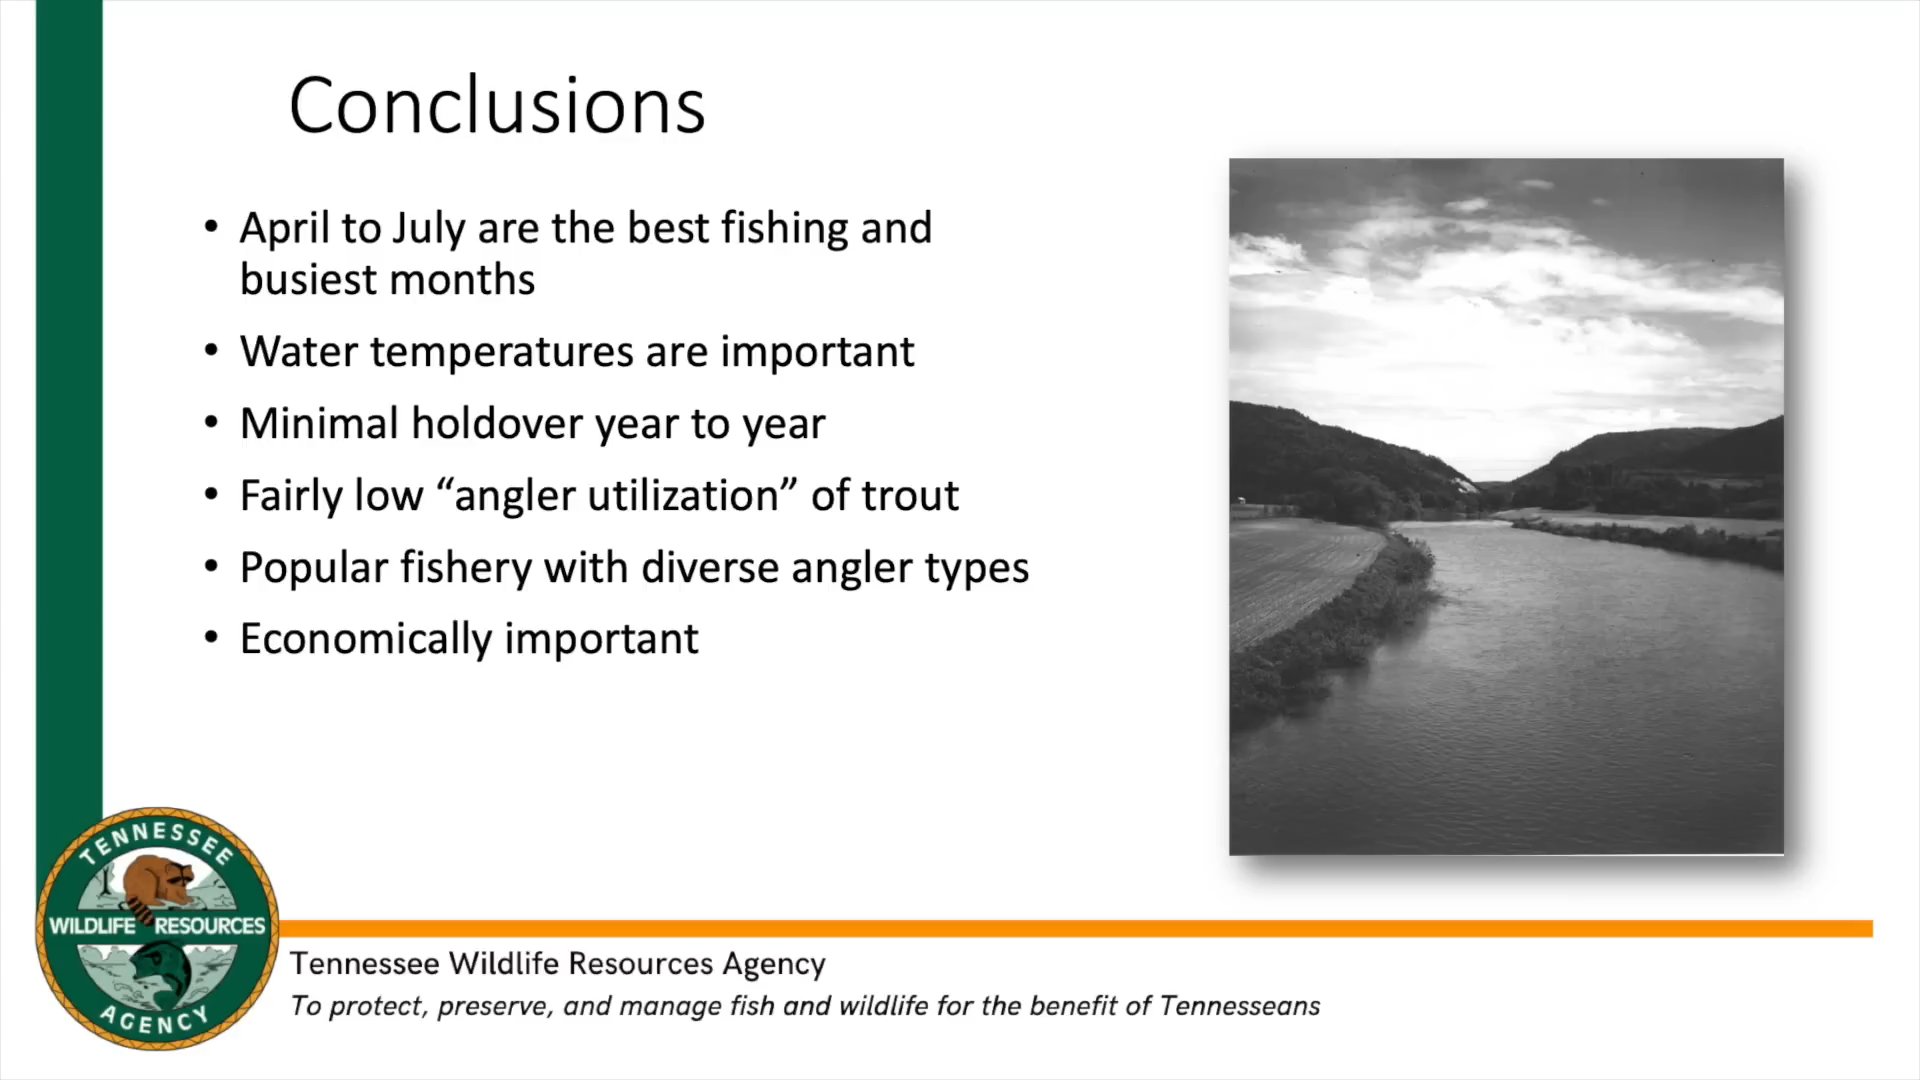 Conclusions
• April to July are the best fishing and
busiest months
• Water temperatures are important
• Minimal holdover year to year
• Fairly low “angler utilization” of trout
• Popular fishery with diverse angler types
• Economically important
TENNESSEE
WILDLIFE RESOURCES
AGENCY
Tennessee Wildlife Resources Agency
To protect, preserve, and manage fish and wildlife for the benefit of Tennesseans